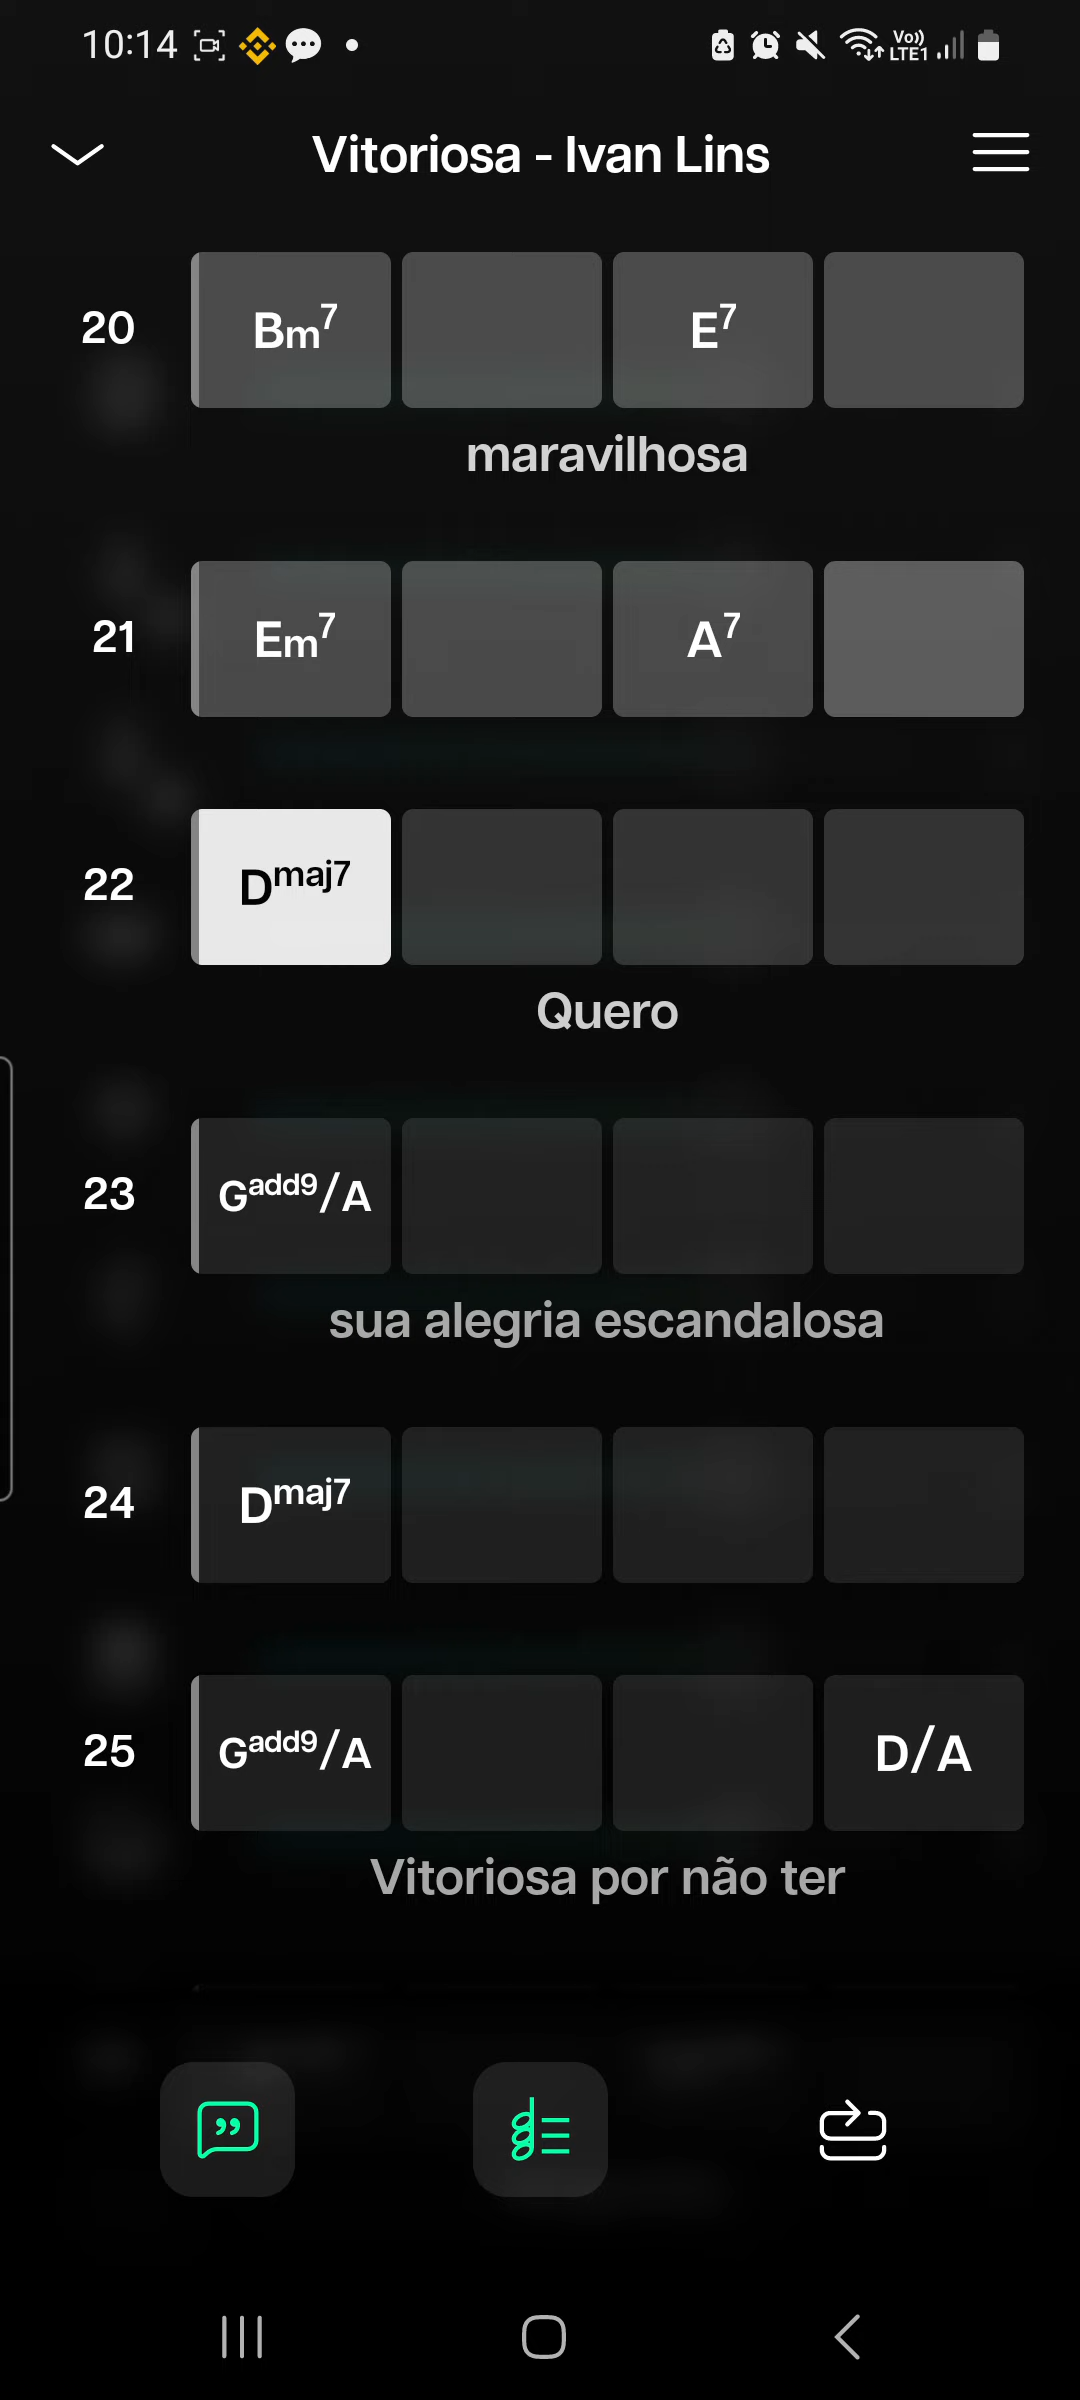 10:14
Vo)) LTE1
Vitoriosa - Ivan Lins
20 Bm7 E7
maravilhosa
21 Em7 A7
22 Dmaj7
Quero
23 Gadd9/A
sua alegria escandalosa
24 Dmaj7
25 Gadd9/A D/A
Vitoriosa por não ter